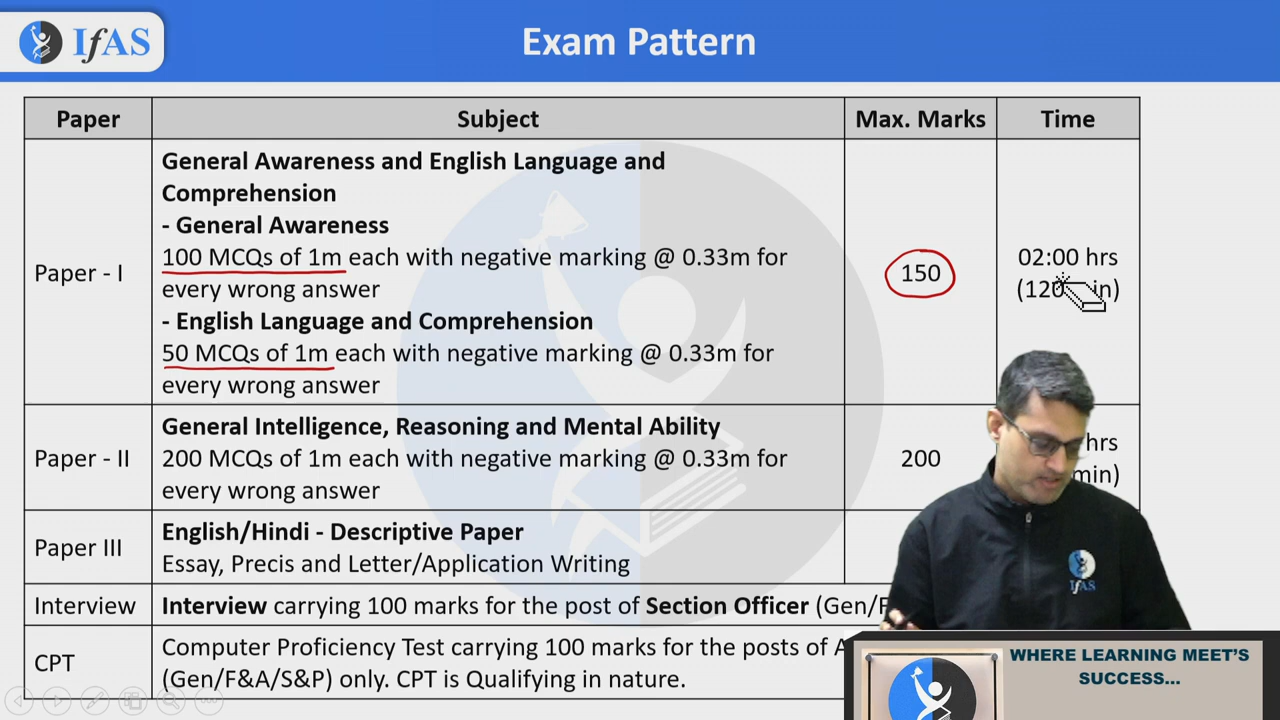 IfAS
Exam Pattern
Paper
Subject
Max. Marks
Time
Paper - I
General Awareness and English Language and
Comprehension
- General Awareness
100 MCQs of 1m each with negative marking @ 0.33m for
every wrong answer
- English Language and Comprehension
50 MCQs of 1m each with negative marking @ 0.33m for
every wrong answer
150
02:00 hrs
(120 in)
Paper - II
General Intelligence, Reasoning and Mental Ability
200 MCQs of 1m each with negative marking @ 0.33m for
every wrong answer
200
hrs
min)
Paper III
English/Hindi - Descriptive Paper
Essay, Precis and Letter/Application Writing
Interview
Interview carrying 100 marks for the post of Section Officer (Gen/F
CPT
Computer Proficiency Test carrying 100 marks for the posts of A
(Gen/F&A/S&P) only. CPT is Qualifying in nature.
IfAS
WHERE LEARNING MEET'S
SUCCESS...